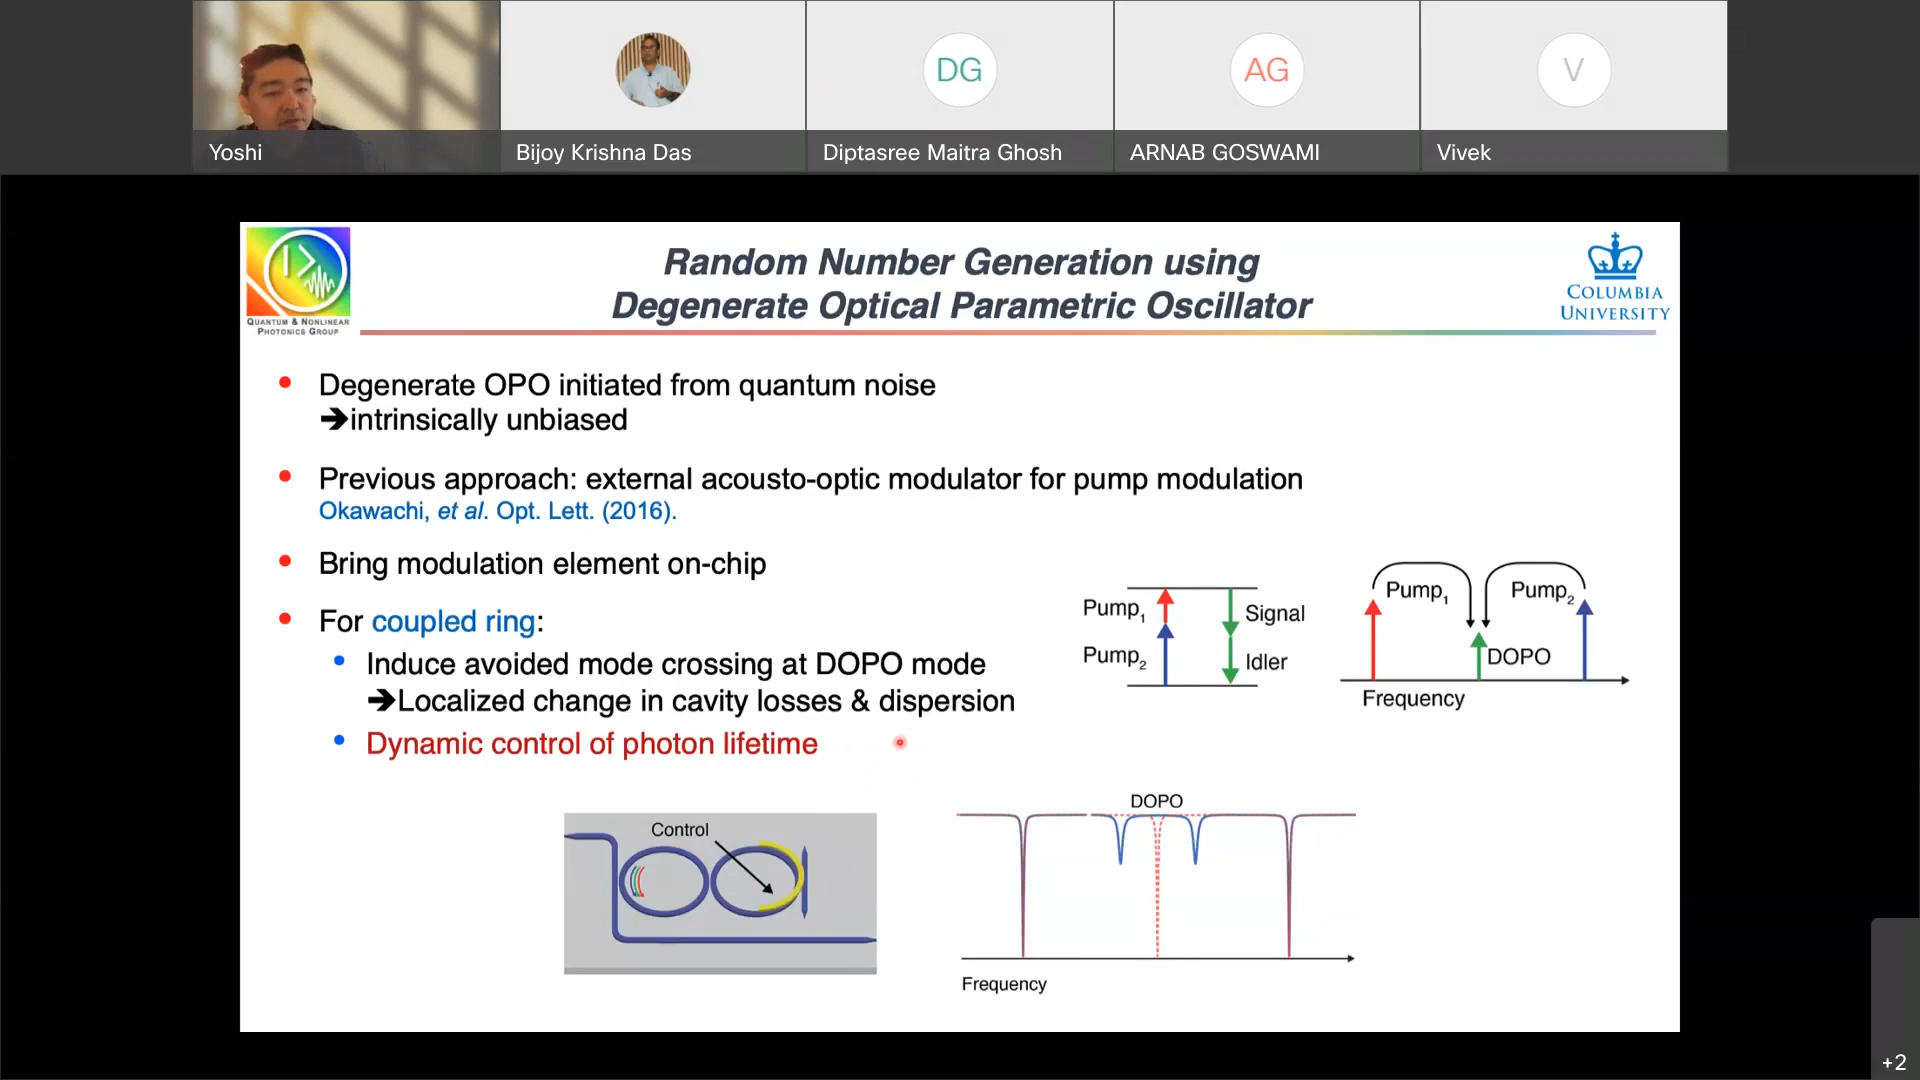 DG
AG
V
Yoshi
Bijoy Krishna Das
Diptasree Maitra Ghosh
ARNAB GOSWAMI
Vivek
QUANTUM & NONLINEAR
PHOTONICS GROUP
Random Number Generation using
Degenerate Optical Parametric Oscillator
COLUMBIA
UNIVERSITY
• Degenerate OPO initiated from quantum noise
➔intrinsically unbiased
• Previous approach: external acousto-optic modulator for pump modulation
Okawachi, et al. Opt. Lett. (2016).
• Bring modulation element on-chip
• For coupled ring:
• Induce avoided mode crossing at DOPO mode
➔Localized change in cavity losses & dispersion
• Dynamic control of photon lifetime
Pump1
Pump2
Signal
Idler
Pump1
Pump2
DOPO
Frequency
Control
DOPO
Frequency
+2